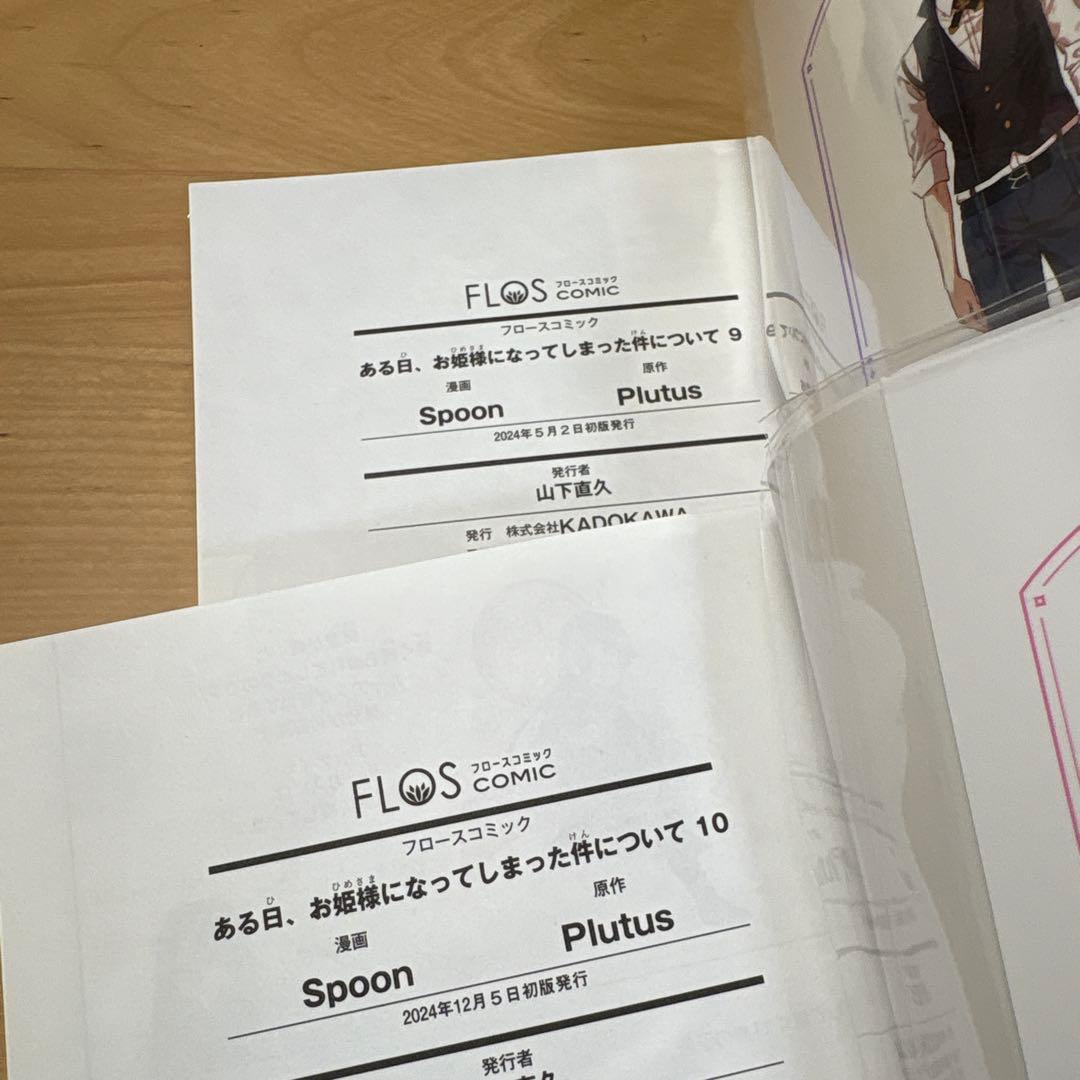 FLOS フロースコミック COMIC
フロースコミック
ある日、お姫様になってしまった件について 9
漫画 原作
Spoon Plutus
2024年5月2日初版発行
発行者
山下直久
発行 株式会社KADOKAWA
FLOS フロースコミック COMIC
フロースコミック
ある日、お姫様になってしまった件について 10
漫画 原作
Spoon Plutus
2024年12月5日初版発行
発行者